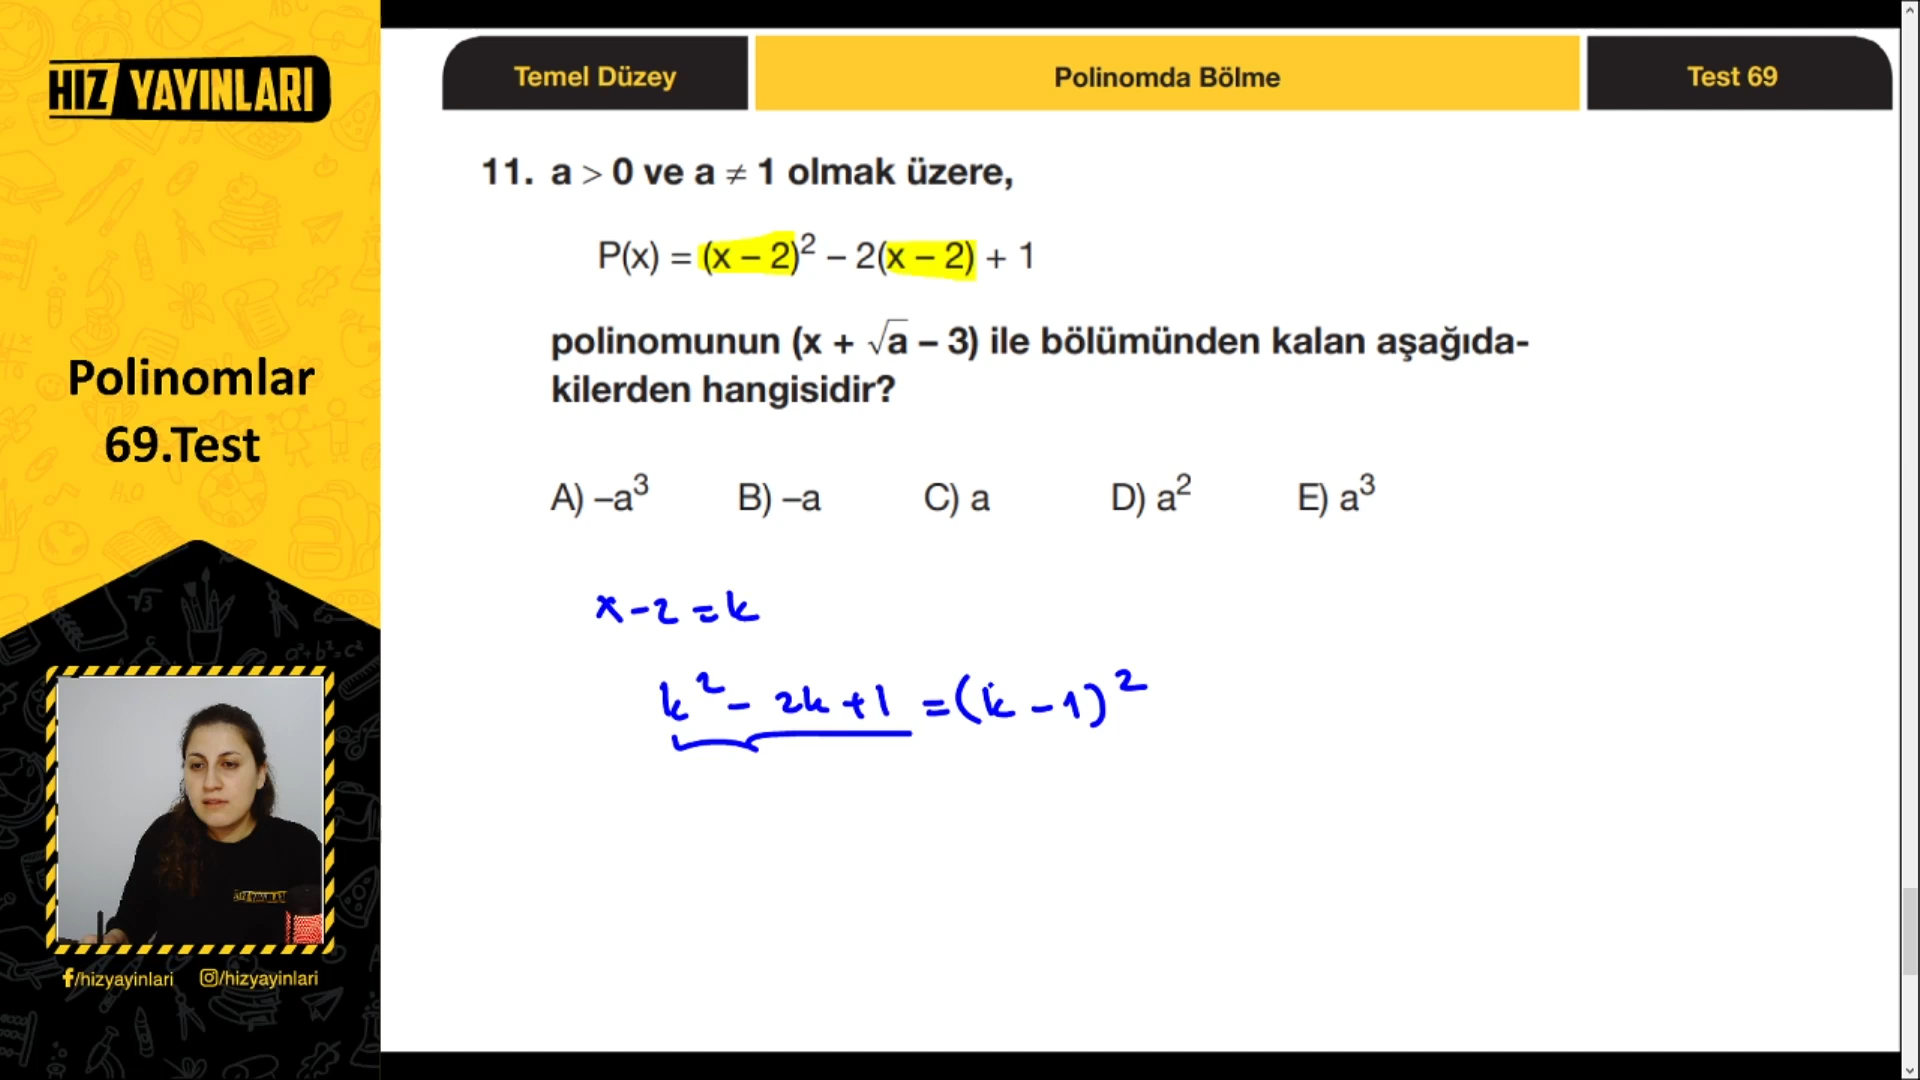 HIZ YAYINLARI
Polinomlar
69.Test
f/hizyayinlari /hizyayinlari
Temel Düzey Polinomda Bölme Test 69
11. a > 0 ve a ≠ 1 olmak üzere,
P(x) = (x – 2)² – 2(x – 2) + 1
polinomunun (x + √a – 3) ile bölümünden kalan aşağıda-
kilerden hangisidir?
A) –a³ B) –a C) a D) a² E) a³
x-2=k
k²-2k+1=(k-1)²